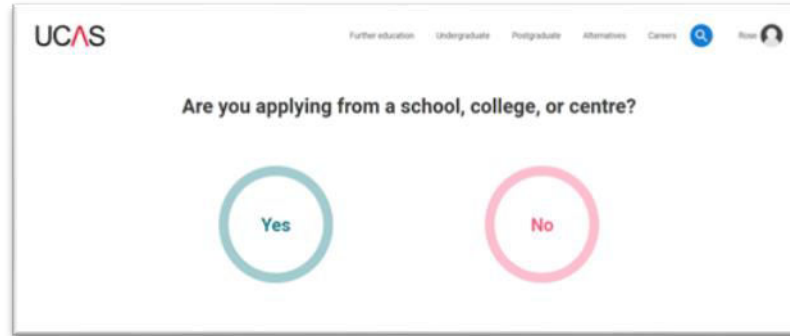 UCAS
Further education Undergraduate Postgraduate Alternatives Careers Rose
Are you applying from a school, college, or centre?
Yes No